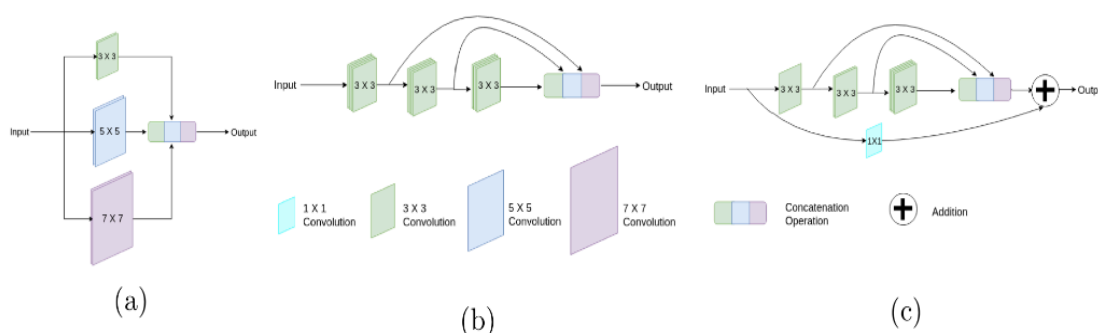 3 X 3
5 X 5
Input
Output
7 X 7
(a)
Input
3 X 3
3 X 3
3 X 3
Output
1 X 1
Convolution
3 X 3
Convolution
5 X 5
Convolution
7 X 7
Convolution
(b)
Input
3 X 3
3 X 3
3 X 3
Outp
1X1
Concatenation
Operation
Addition
(c)